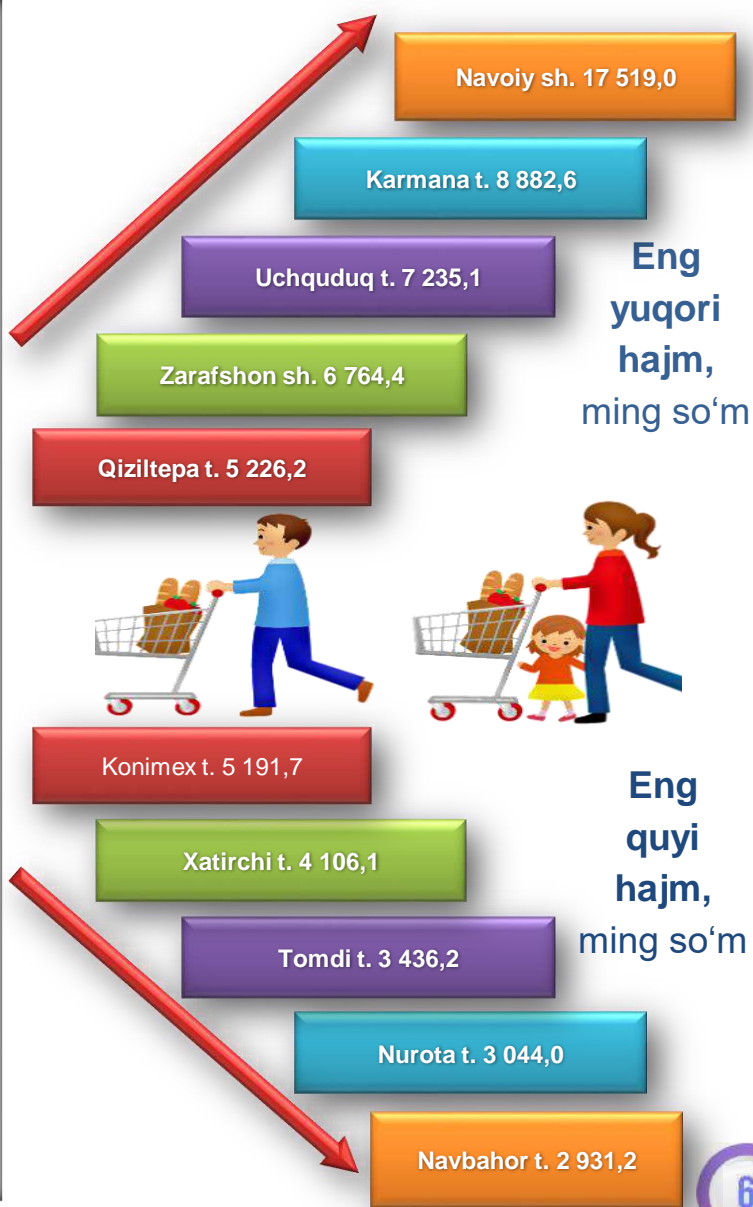 Navoiy sh. 17 519,0
Karmana t. 8 882,6
Uchquduq t. 7 235,1
Zarafshon sh. 6 764,4
Qiziltepa t. 5 226,2
Eng
yuqori
hajm,
ming so‘m
Konimex t. 5 191,7
Xatirchi t. 4 106,1
Tomdi t. 3 436,2
Nurota t. 3 044,0
Navbahor t. 2 931,2
Eng
quyi
hajm,
ming so‘m
6